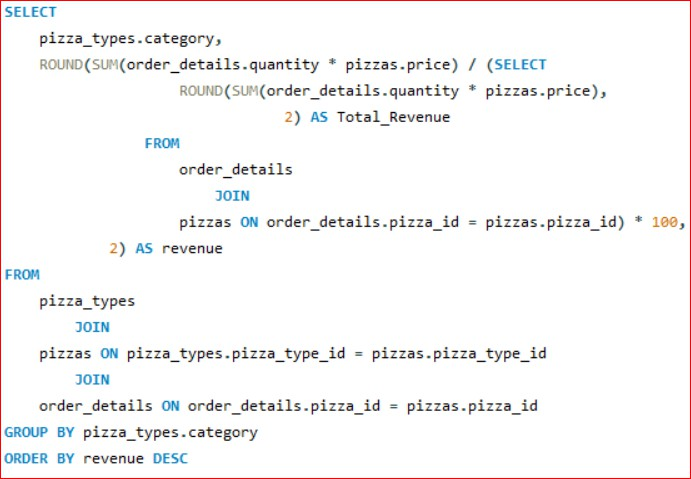 SELECT
pizza_types.category,
ROUND(SUM(order_details.quantity * pizzas.price) / (SELECT
ROUND(SUM(order_details.quantity * pizzas.price),
2) AS Total_Revenue
FROM
order_details
JOIN
pizzas ON order_details.pizza_id = pizzas.pizza_id) * 100,
2) AS revenue
FROM
pizza_types
JOIN
pizzas ON pizza_types.pizza_type_id = pizzas.pizza_type_id
JOIN
order_details ON order_details.pizza_id = pizzas.pizza_id
GROUP BY pizza_types.category
ORDER BY revenue DESC